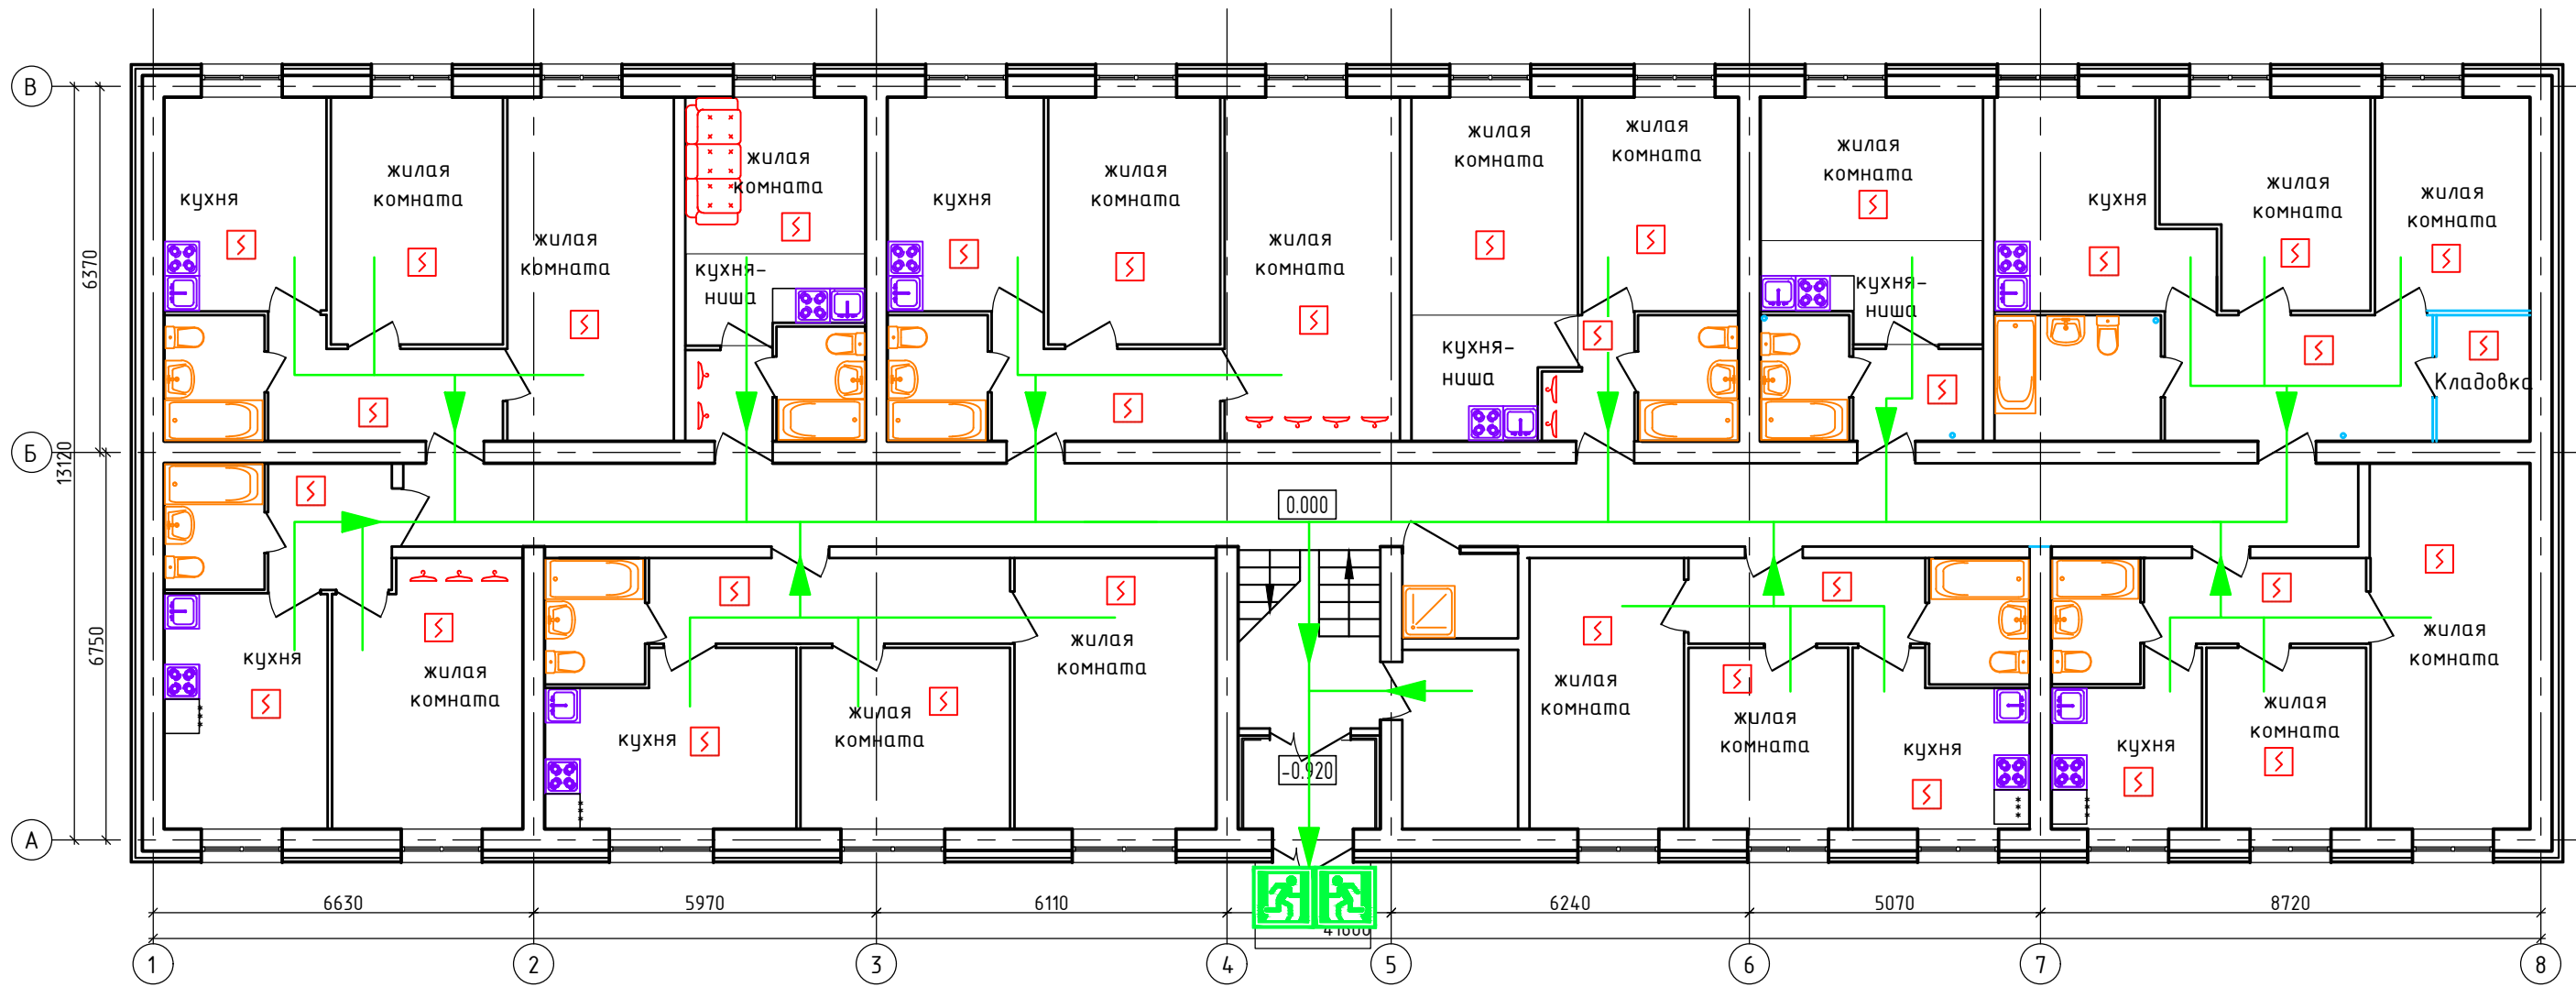 В
Б
А
6370
13120
6750
кухня
жилая
комната
жилая
комната
жилая
комната
кухня-
ниша
кухня
жилая
комната
жилая
комната
жилая
комната
кухня-
ниша
жилая
комната
жилая
комната
кухня-
ниша
кухня
жилая
комната
жилая
комната
Кладовка
0.000
кухня
жилая
комната
кухня
жилая
комната
жилая
комната
-0.920
жилая
комната
жилая
комната
кухня
кухня
жилая
комната
жилая
комната
6630
5970
6110
6240
5070
8720
1
2
3
4
5
6
7
8